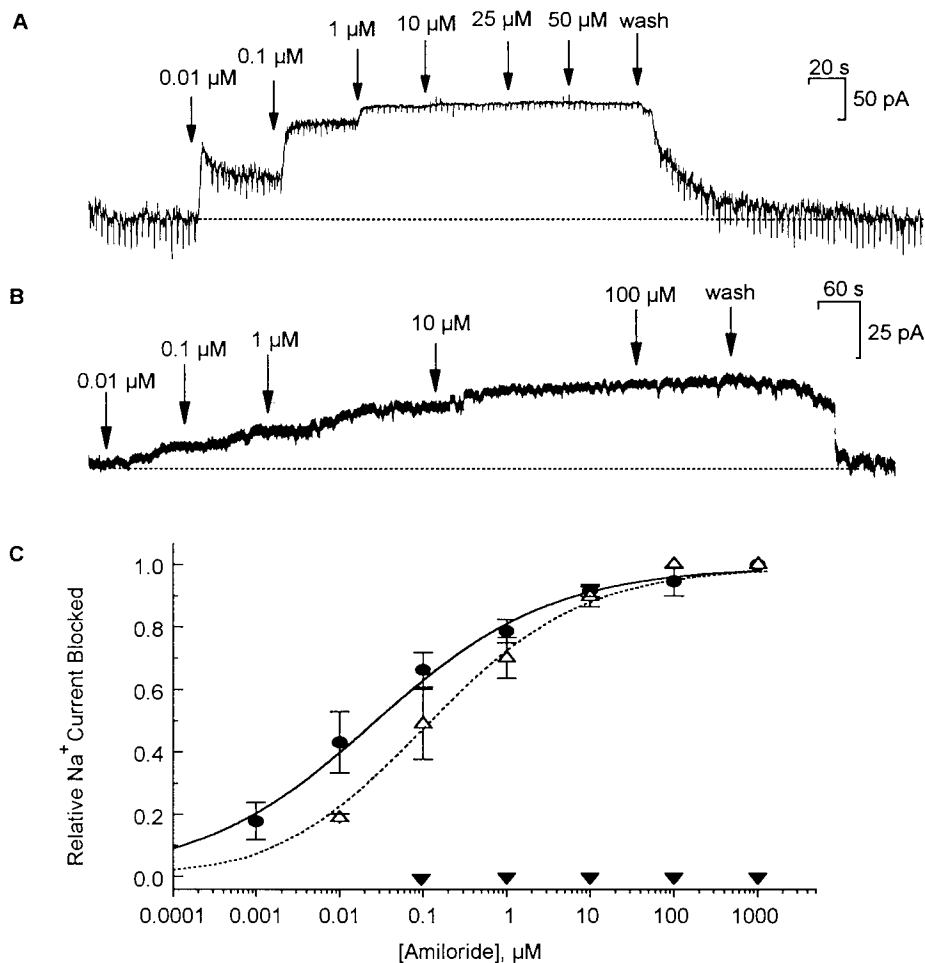 A
0.01 µM
0.1 µM
1 µM
10 µM
25 µM
50 µM
wash
20 s
50 pA
B
0.01 µM
0.1 µM
1 µM
10 µM
100 µM
wash
60 s
25 pA
C
Relative Na⁺ Current Blocked
1.0
0.8
0.6
0.4
0.2
0.0
0.0001 0.001 0.01 0.1 1 10 100 1000
[Amiloride], µM